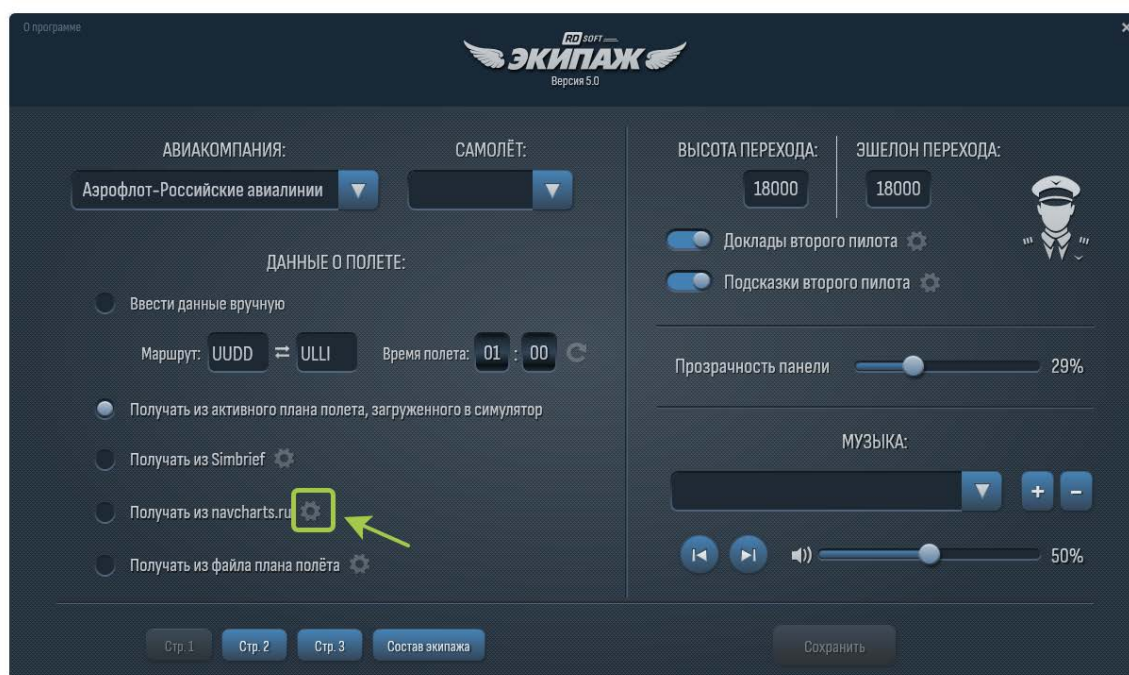 О программе
RD SOFT
ЭКИПАЖ
Версия 5.0
АВИАКОМПАНИЯ:
САМОЛЁТ:
Аэрофлот-Российские авиалинии
ДАННЫЕ О ПОЛЕТЕ:
Ввести данные вручную
Маршрут: UUDD ⇄ ULLI Время полета: 01 : 00
Получать из активного плана полета, загруженного в симулятор
Получать из Simbrief
Получать из navcharts.ru
Получать из файла плана полёта
ВЫСОТА ПЕРЕХОДА:
ЭШЕЛОН ПЕРЕХОДА:
18000
18000
Доклады второго пилота
Подсказки второго пилота
Прозрачность панели 29%
МУЗЫКА:
+ -
50%
Стр. 1 Стр. 2 Стр. 3 Состав экипажа
Сохранить